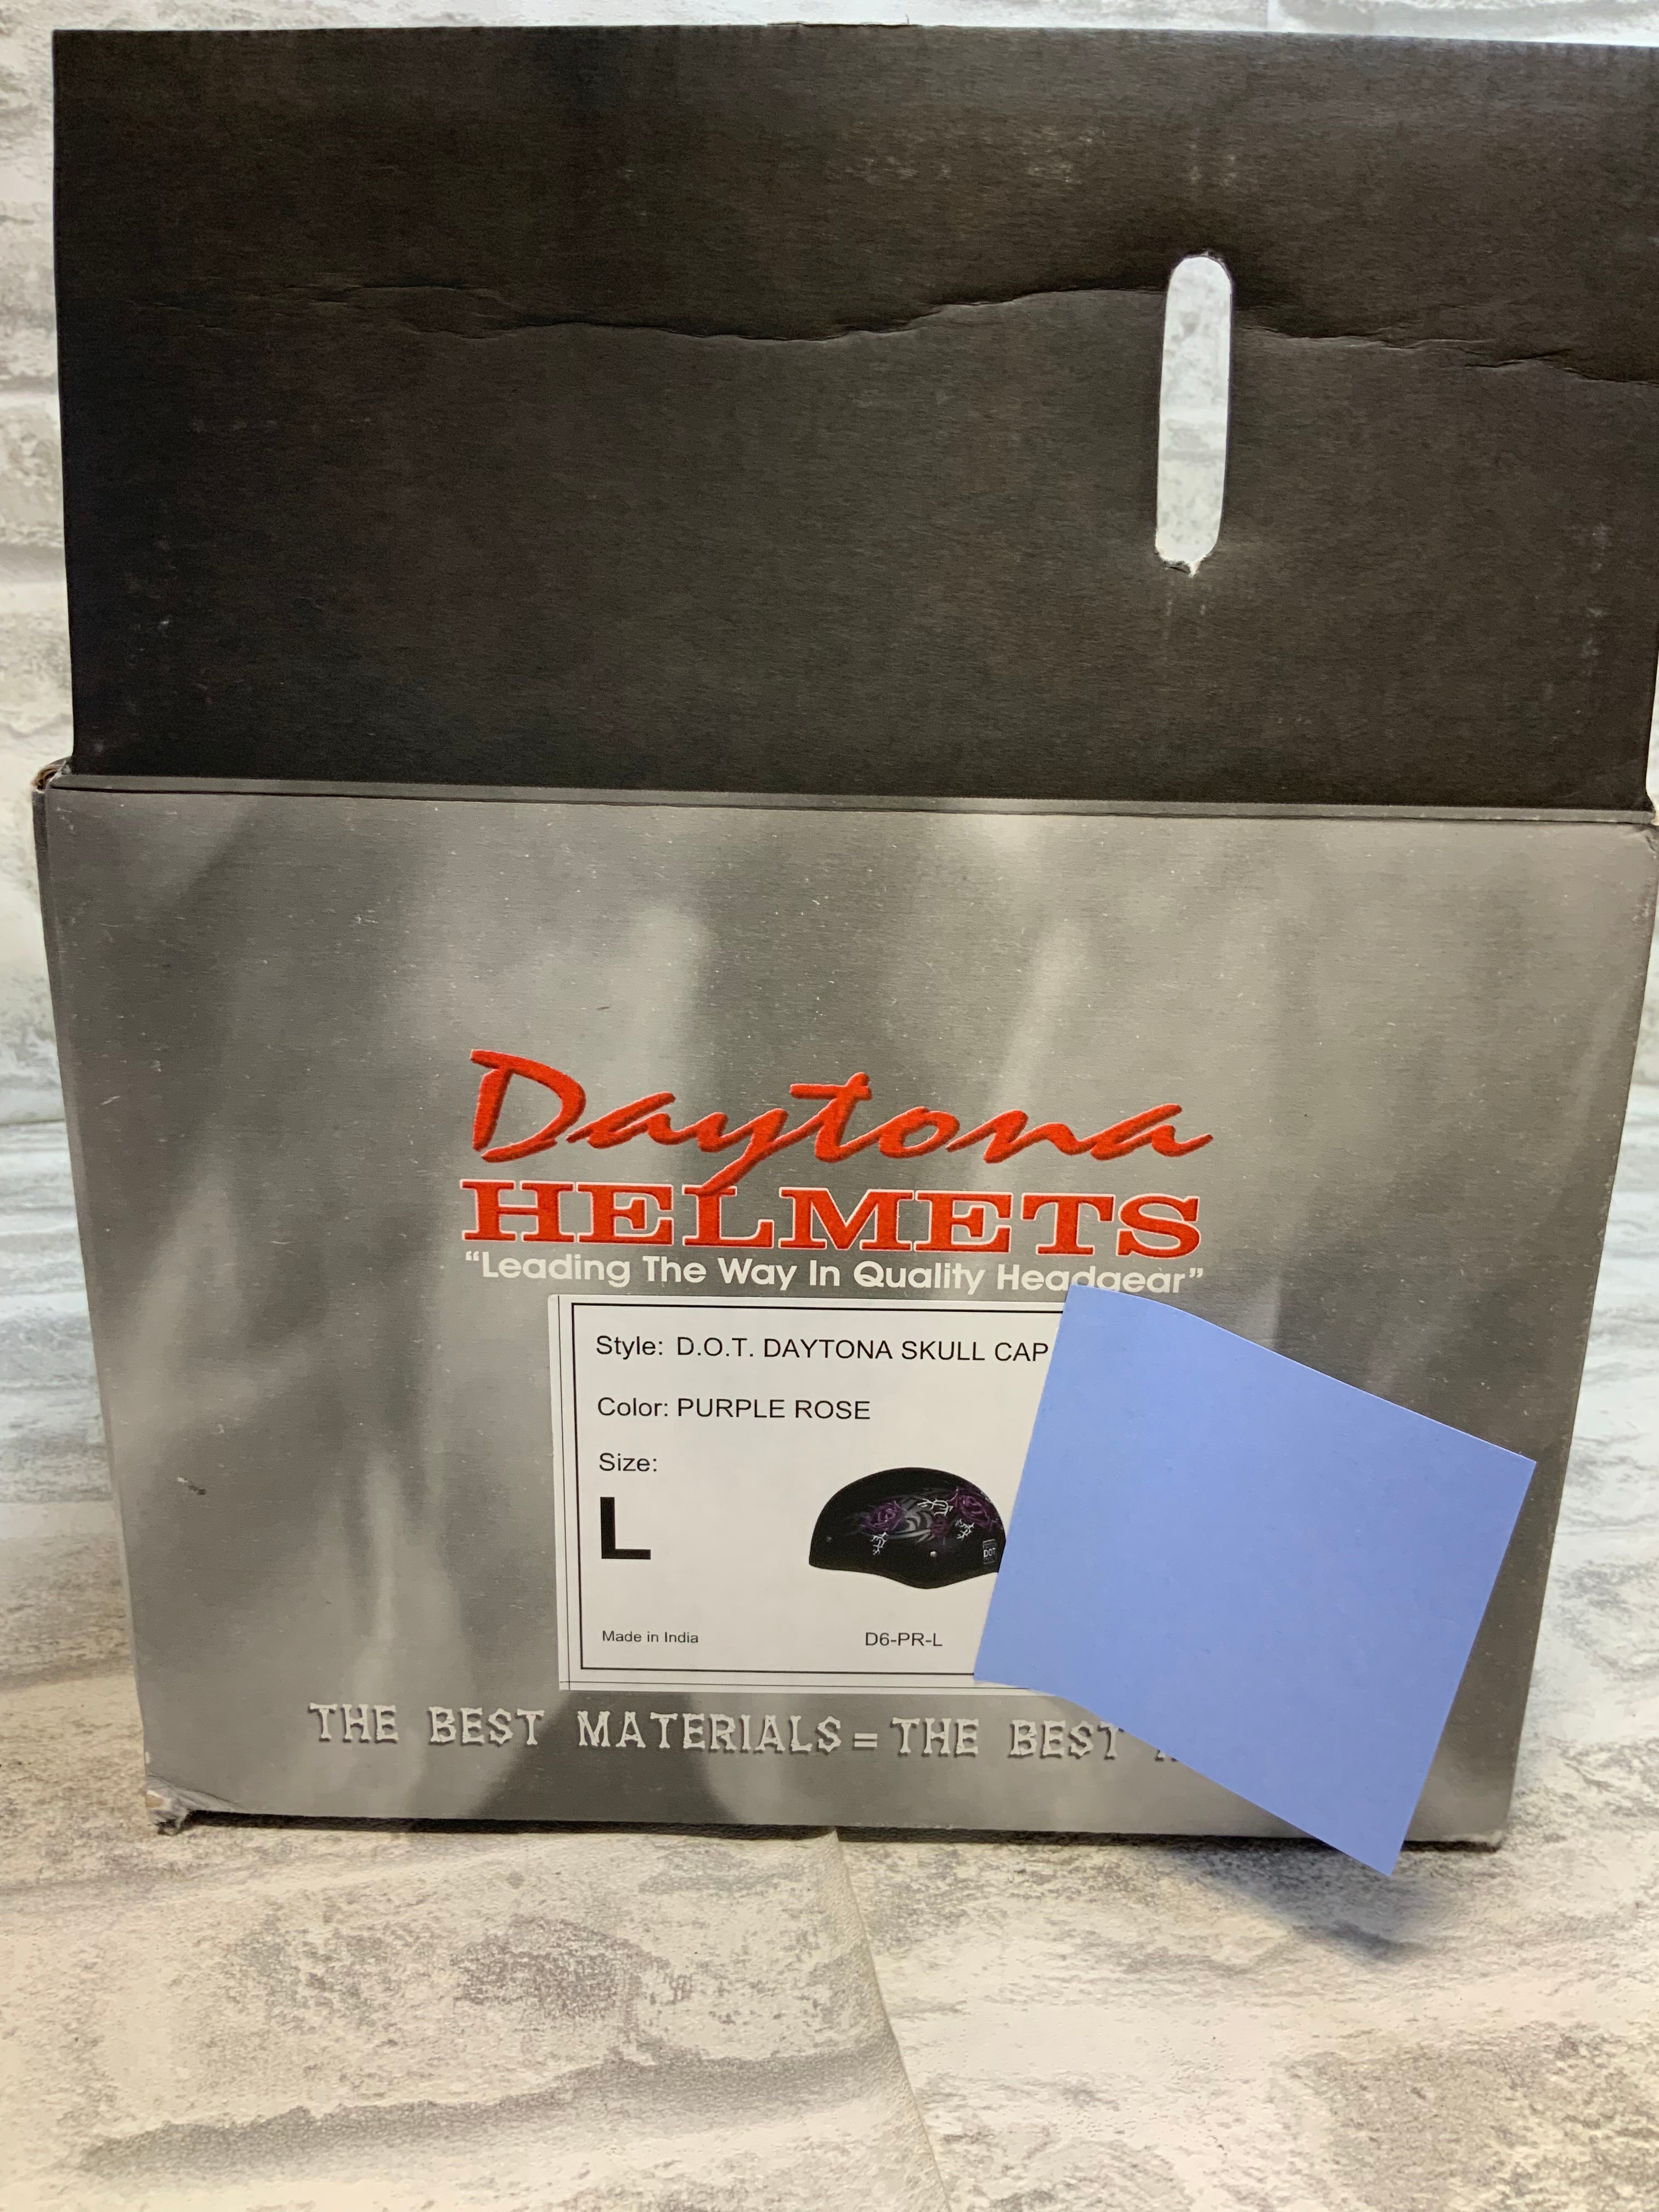 Daytona
HELMETS
“Leading The Way In Quality Headgear”
Style: D.O.T. DAYTONA SKULL CAP
Color: PURPLE ROSE
Size:
L
DOT
Made in India
D6-PR-L
THE BEST MATERIALS = THE BEST